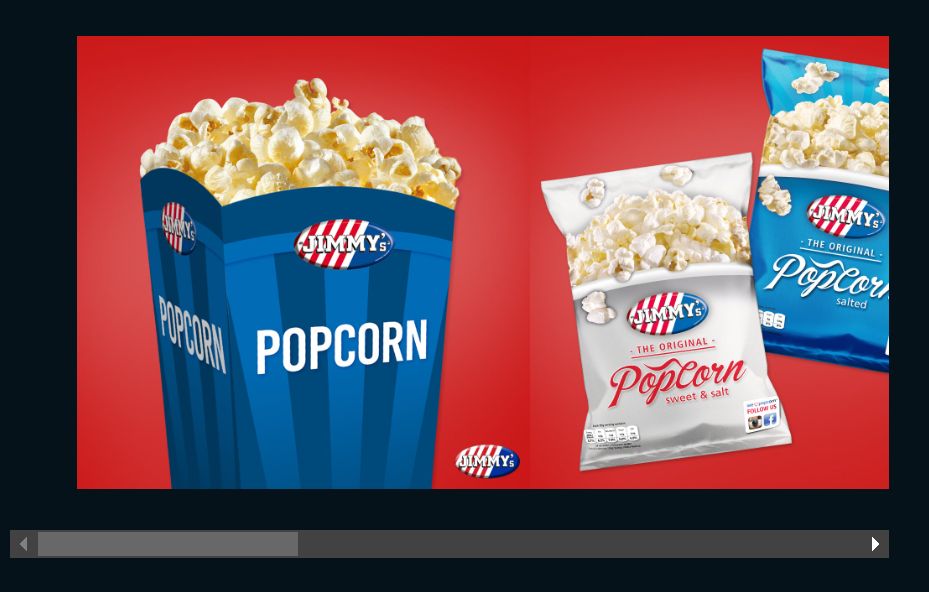 JIMMY's
JIMMY's
POPCORN
POPCORN
JIMMY's
JIMMY's
- THE ORIGINAL -
Popcorn
sweet & salt
FOLLOW US
JIMMY's
- THE ORIGINAL -
Popcorn
salted